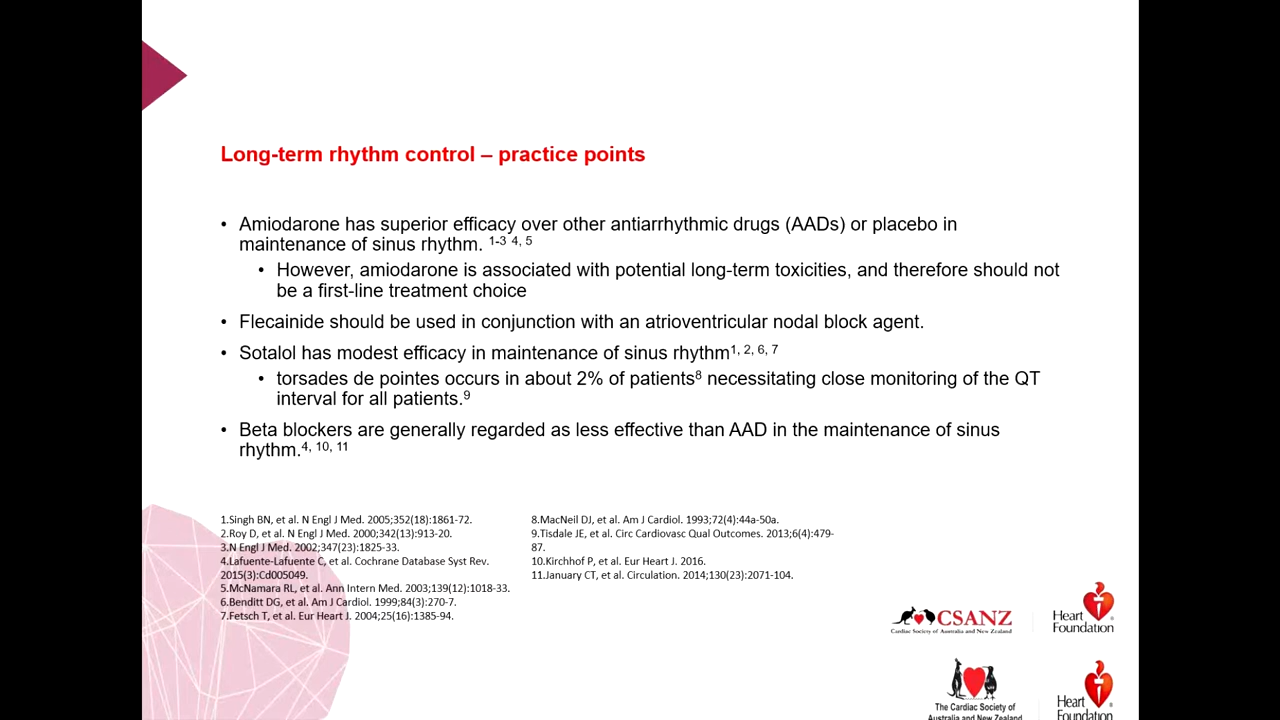 Long-term rhythm control – practice points
• Amiodarone has superior efficacy over other antiarrhythmic drugs (AADs) or placebo in
maintenance of sinus rhythm. 1-3 4, 5
• However, amiodarone is associated with potential long-term toxicities, and therefore should not
be a first-line treatment choice
• Flecainide should be used in conjunction with an atrioventricular nodal block agent.
• Sotalol has modest efficacy in maintenance of sinus rhythm1, 2, 6, 7
• torsades de pointes occurs in about 2% of patients8 necessitating close monitoring of the QT
interval for all patients.9
• Beta blockers are generally regarded as less effective than AAD in the maintenance of sinus
rhythm.4, 10, 11
1.Singh BN, et al. N Engl J Med. 2005;352(18):1861-72.
2.Roy D, et al. N Engl J Med. 2000;342(13):913-20.
3.N Engl J Med. 2002;347(23):1825-33.
4.Lafuente-Lafuente C, et al. Cochrane Database Syst Rev.
2015(3):Cd005049.
5.McNamara RL, et al. Ann Intern Med. 2003;139(12):1018-33.
6.Benditt DG, et al. Am J Cardiol. 1999;84(3):270-7.
7.Fetsch T, et al. Eur Heart J. 2004;25(16):1385-94.
8.MacNeil DJ, et al. Am J Cardiol. 1993;72(4):44a-50a.
9.Tisdale JE, et al. Circ Cardiovasc Qual Outcomes. 2013;6(4):479-
87.
10.Kirchhof P, et al. Eur Heart J. 2016.
11.January CT, et al. Circulation. 2014;130(23):2071-104.
CSANZ
Cardiac Society of Australia and New Zealand
Heart
Foundation
The Cardiac Society of
Australia and New Zealand
Heart
Foundation